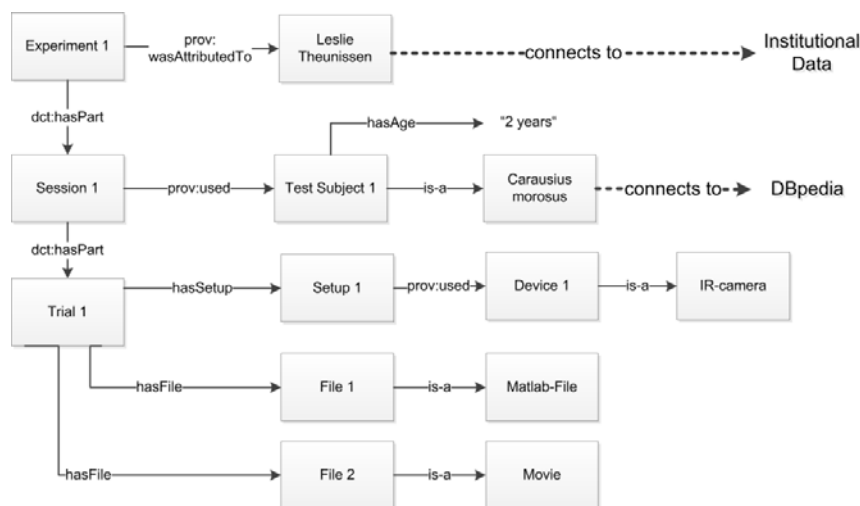 Experiment 1
prov:
wasAttributedTo
Leslie
Theunissen
connects to
Institutional
Data
dct:hasPart
hasAge
"2 years"
Session 1
prov:used
Test Subject 1
is-a
Carausius
morosus
connects to
DBpedia
dct:hasPart
Trial 1
hasSetup
Setup 1
prov:used
Device 1
is-a
IR-camera
hasFile
File 1
is-a
Matlab-File
hasFile
File 2
is-a
Movie